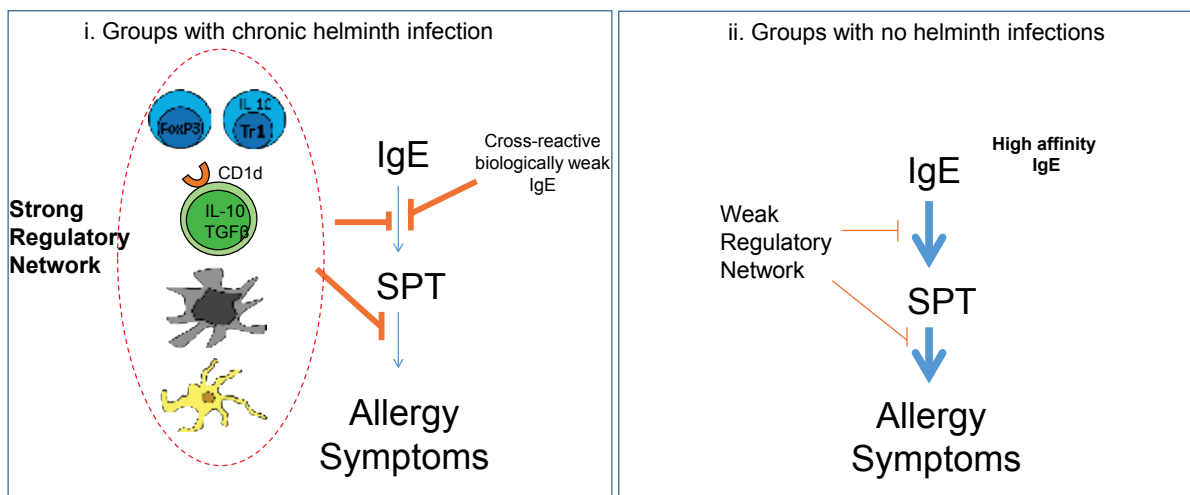 i. Groups with chronic helminth infection
FoxP3
IL 10
Tr1
CD1d
IL-10
TGFβ
Strong
Regulatory
Network
IgE
Cross-reactive
biologically weak
IgE
SPT
Allergy
Symptoms
ii. Groups with no helminth infections
IgE
High affinity
IgE
Weak
Regulatory
Network
SPT
Allergy
Symptoms